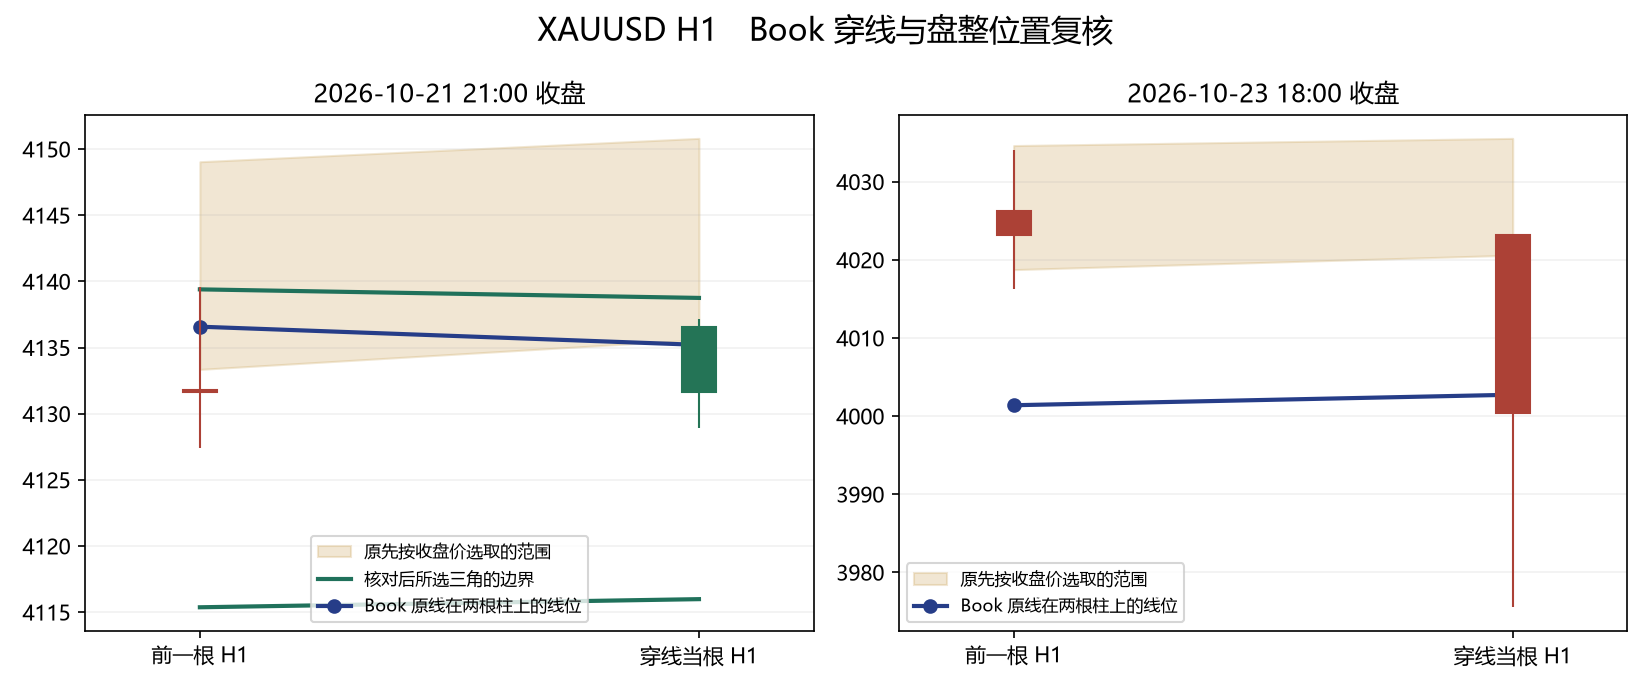 XAUUSD H1 Book 穿线与盘整位置复核
2026-10-21 21:00 收盘
4150
4145
4140
4135
4130
4125
4120
4115
原先按收盘价选取的范围
核对后所选三角的边界
Book 原线在两根柱上的线位
前一根 H1
穿线当根 H1
2026-10-23 18:00 收盘
4030
4020
4010
4000
3990
3980
原先按收盘价选取的范围
Book 原线在两根柱上的线位
前一根 H1
穿线当根 H1